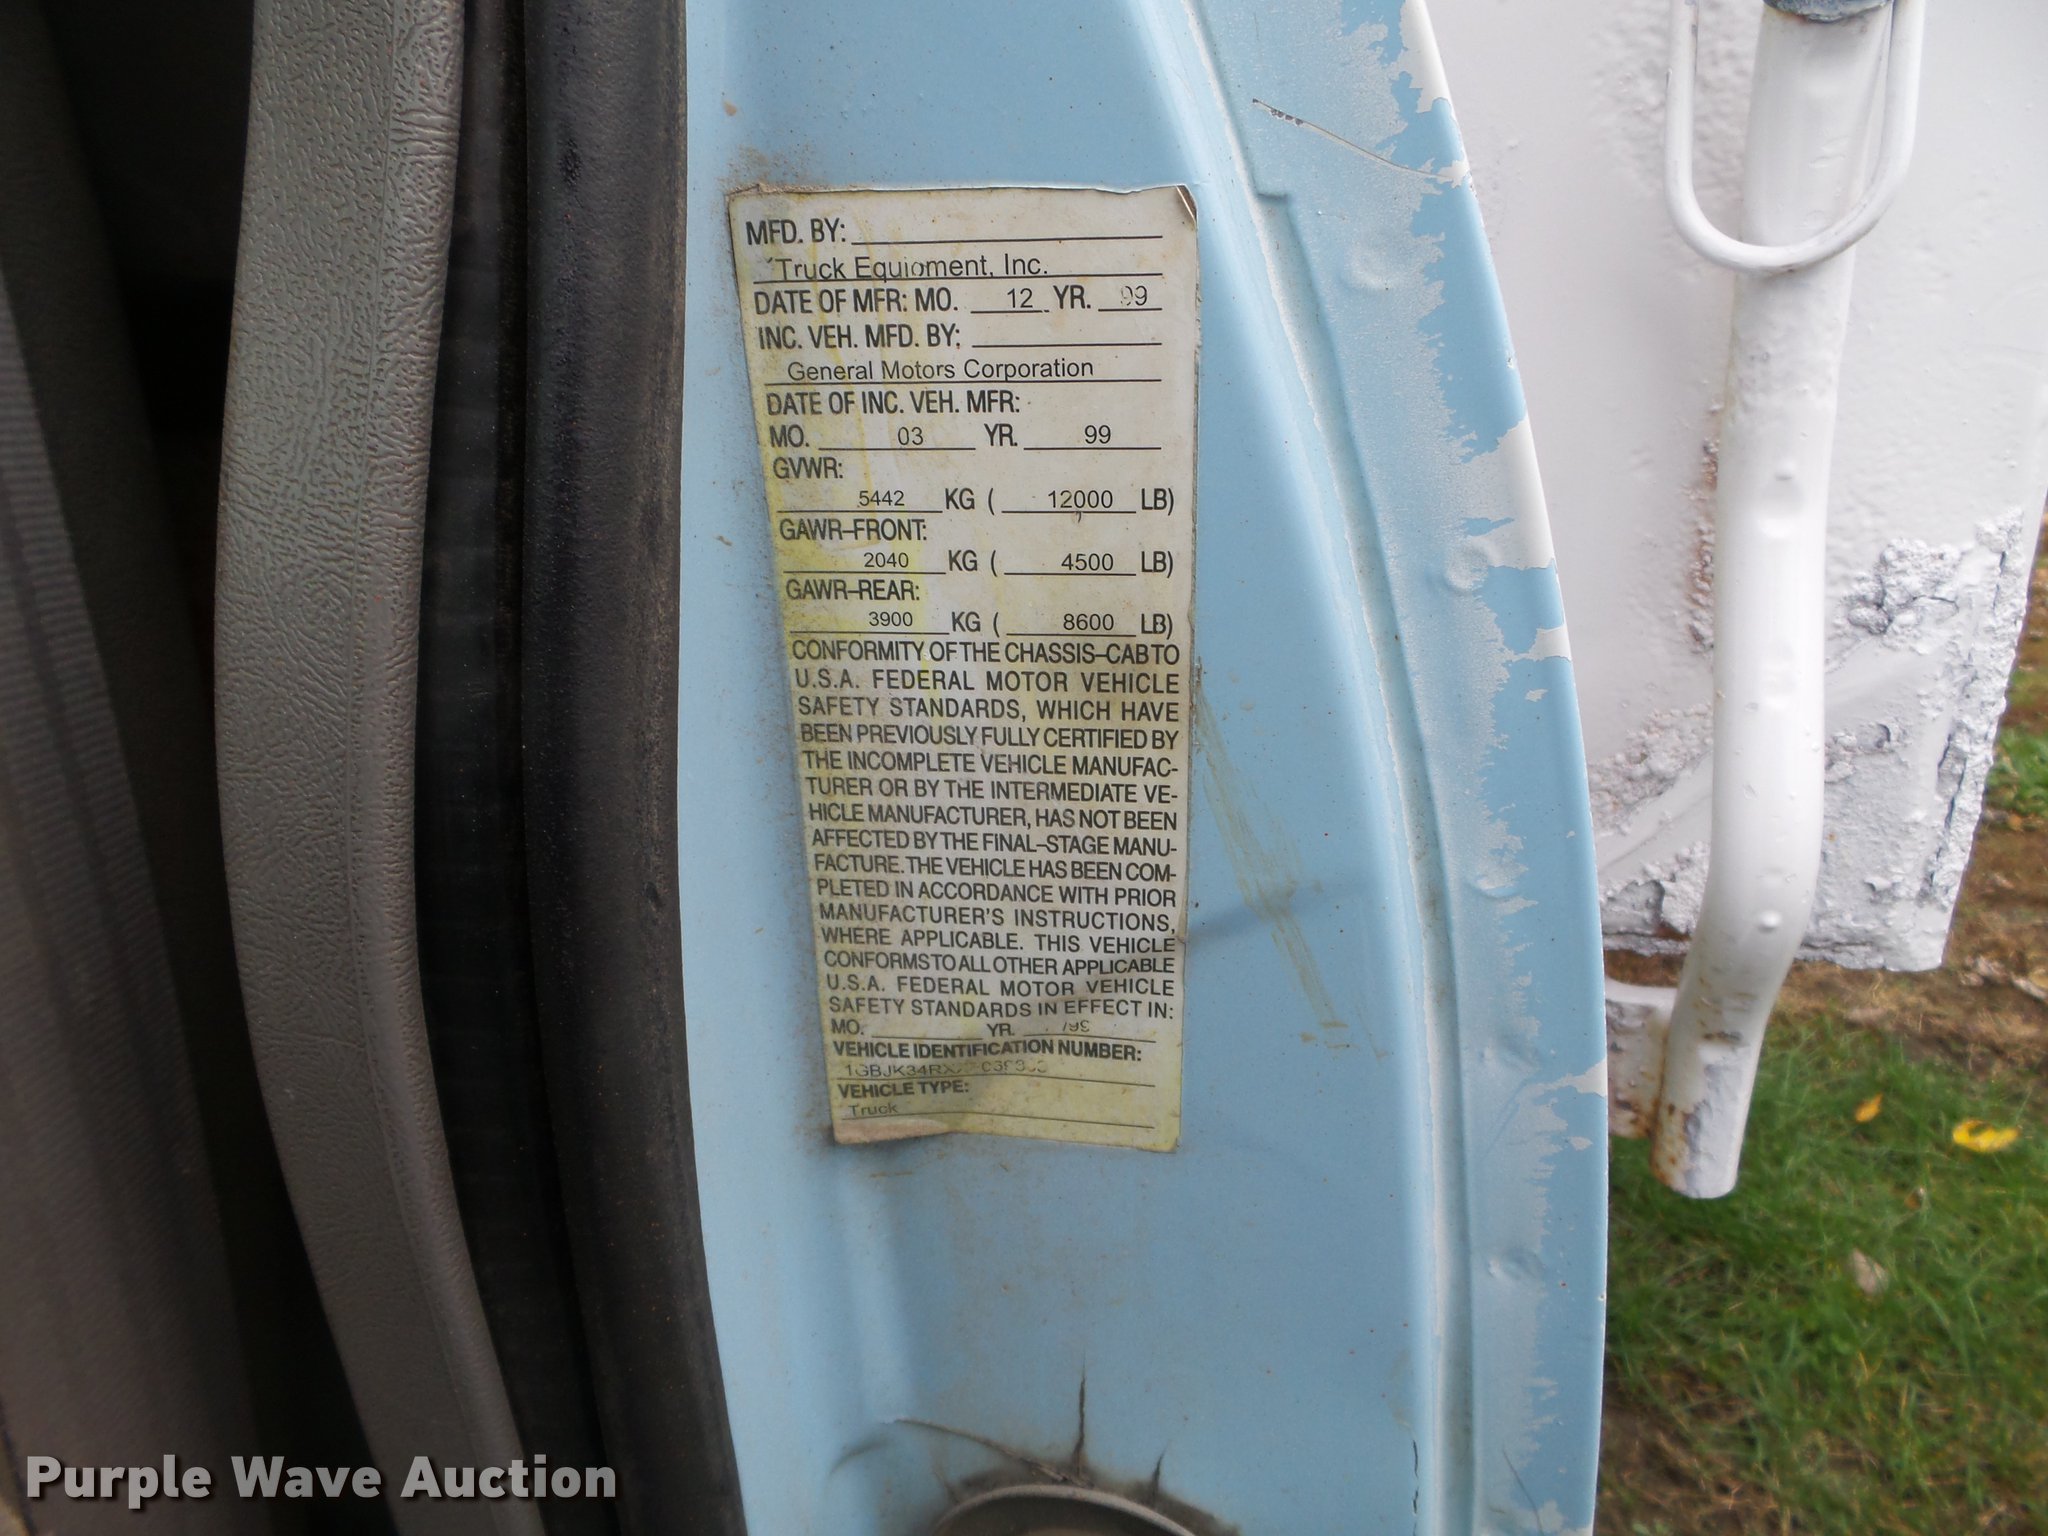 MFD. BY:
Truck Equipment, Inc.
DATE OF MFR: MO. 12 YR. 99
INC. VEH. MFD. BY:
General Motors Corporation
DATE OF INC. VEH. MFR:
MO. 03 YR. 99
GVWR:
5442 KG ( 12000 LB)
GAWR–FRONT:
2040 KG ( 4500 LB)
GAWR–REAR:
3900 KG ( 8600 LB)
CONFORMITY OF THE CHASSIS–CAB TO
U.S.A. FEDERAL MOTOR VEHICLE
SAFETY STANDARDS, WHICH HAVE
BEEN PREVIOUSLY FULLY CERTIFIED BY
THE INCOMPLETE VEHICLE MANUFAC-
TURER OR BY THE INTERMEDIATE VE-
HICLE MANUFACTURER, HAS NOT BEEN
AFFECTED BY THE FINAL–STAGE MANU-
FACTURE. THE VEHICLE HAS BEEN COM-
PLETED IN ACCORDANCE WITH PRIOR
MANUFACTURER'S INSTRUCTIONS,
WHERE APPLICABLE. THIS VEHICLE
CONFORMS TO ALL OTHER APPLICABLE
U.S.A. FEDERAL MOTOR VEHICLE
SAFETY STANDARDS IN EFFECT IN:
MO. YR.
VEHICLE IDENTIFICATION NUMBER:
VEHICLE TYPE:
Truck
Purple Wave Auction